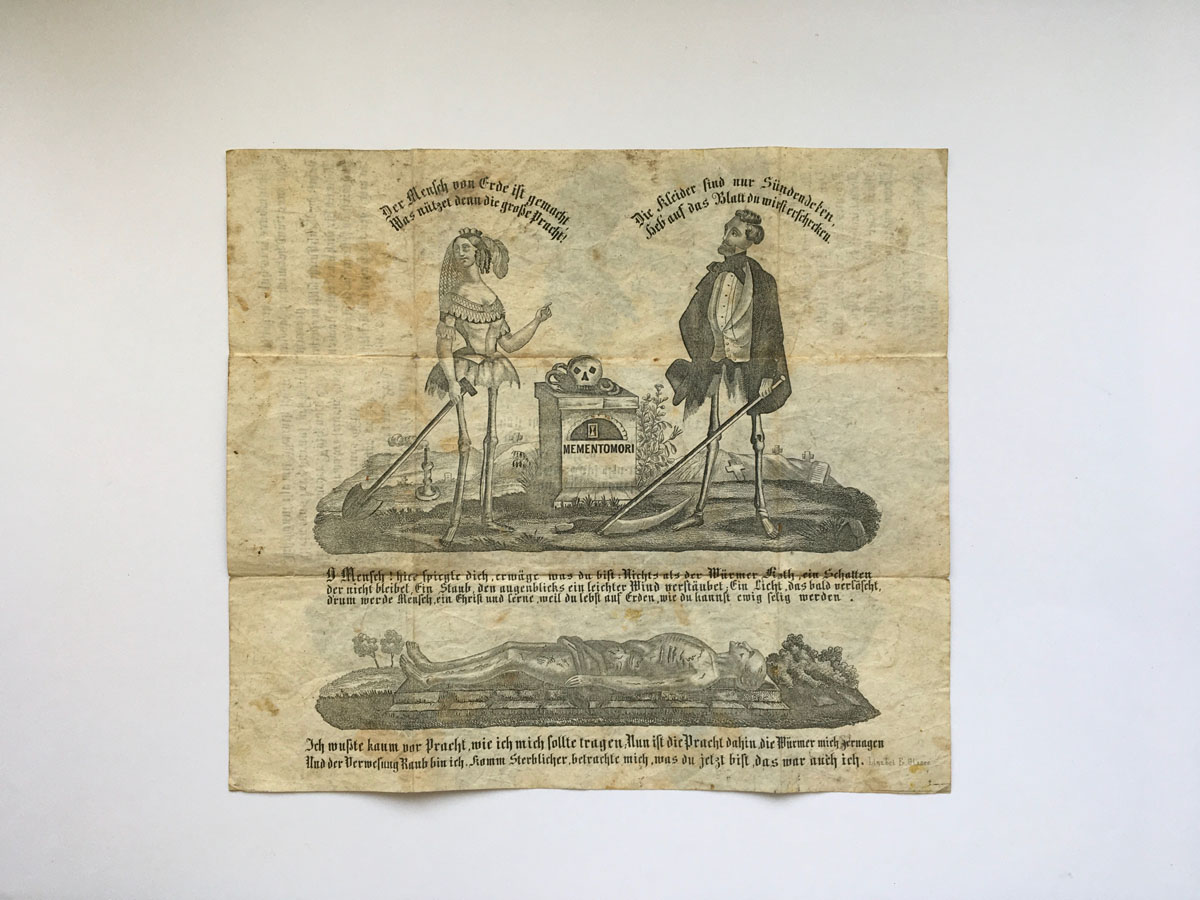 Der Mensch von Erde ist gemacht
Was nützet denn die große Pracht!
Die Kleider sind nur Sündendeken,
Heb auf das Blatt du wirst erschrecken.
MEMENTOMORI
O Mensch! hier spiegle dich, erwäge was du bist: Nichts als der Würmer Koth, ein Schatten
der nicht bleibet, Ein Staub, den augenblicks ein leichter Wind verstäubet, Ein Licht, das bald verlöscht,
drum werde Mensch, ein Christ und lerne, weil du lebst auf Erden, wie du kannst ewig selig werden.
Ich wußte kaum vor Pracht, wie ich mich sollte tragen, Nun ist die Pracht dahin, die Würmer mich zernagen
Und der Verwesung Raub bin ich. Komm Sterblicher, betrachte mich, was du jetzt bist, das war auch ich.